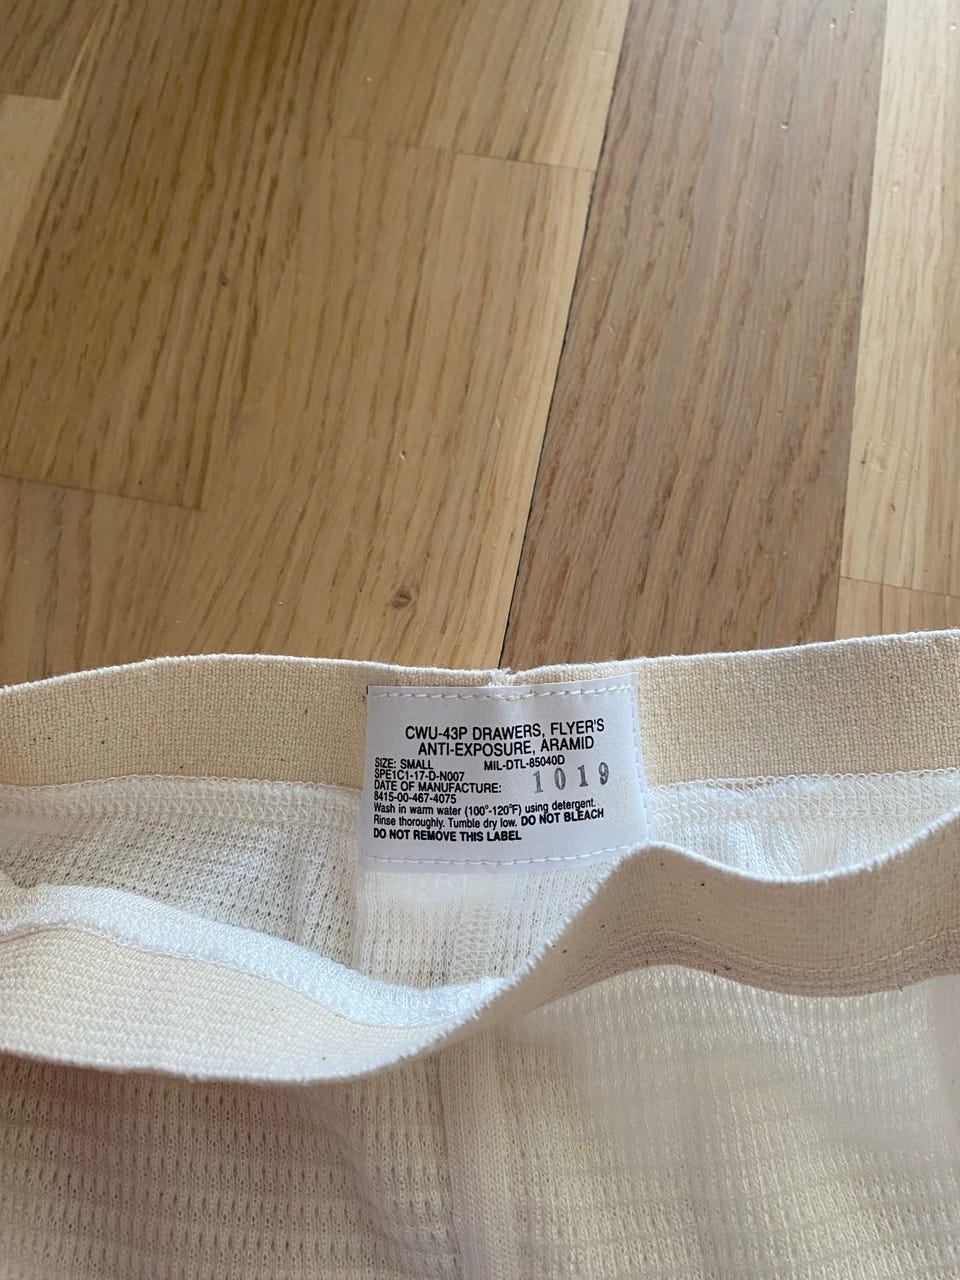 CWU-43P DRAWERS, FLYER'S
ANTI-EXPOSURE, ARAMID
SIZE: SMALL MIL-DTL-85040D
SPE1C1-17-D-N007
DATE OF MANUFACTURE: 1019
8415-00-467-4075
Wash in warm water (100°-120°F) using detergent.
Rinse thoroughly. Tumble dry low. DO NOT BLEACH
DO NOT REMOVE THIS LABEL